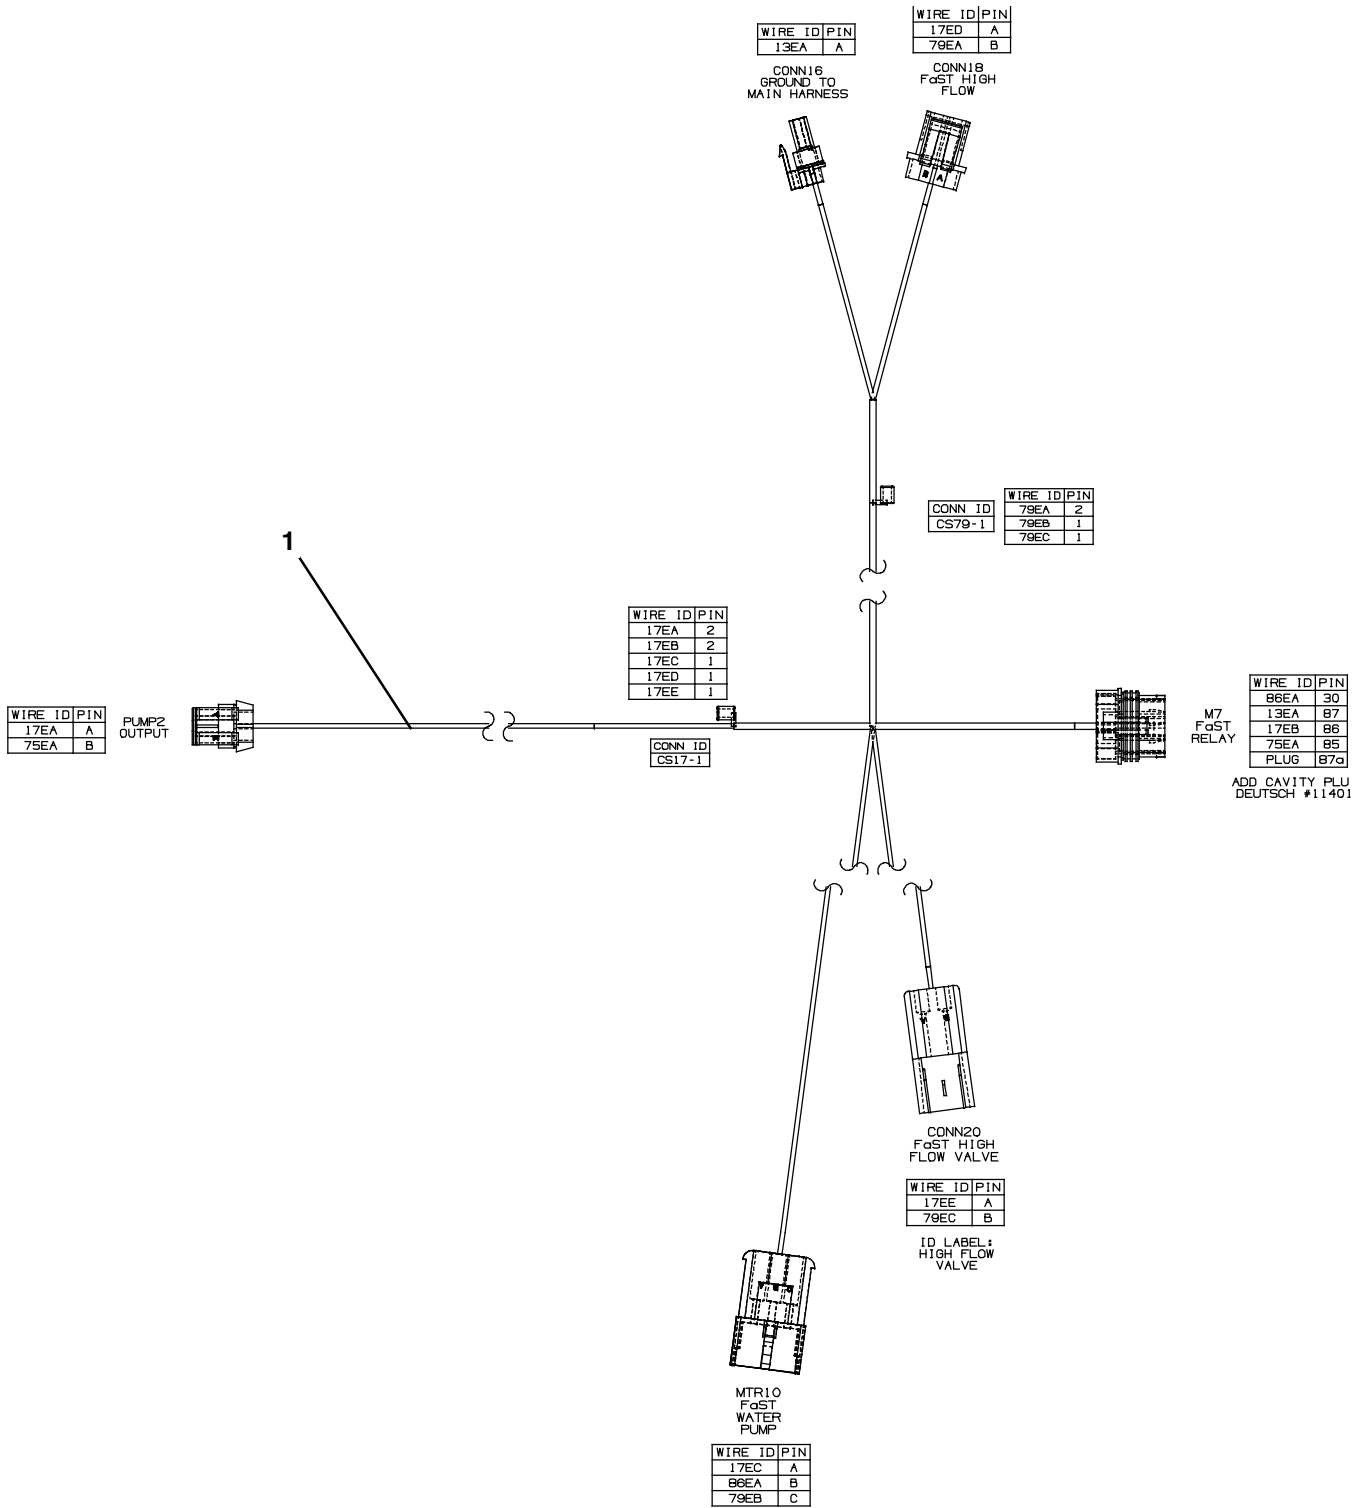 WIRE ID PIN
13EA A
CONN16
GROUND TO
MAIN HARNESS
WIRE ID PIN
17ED A
79EA B
CONN18
FaST HIGH
FLOW
B A
CONN ID
CS79-1
WIRE ID PIN
79EA 2
79EB 1
79EC 1
1
WIRE ID PIN
17EA 2
17EB 2
17EC 1
17ED 1
17EE 1
CONN ID
CS17-1
WIRE ID PIN
17EA A
75EA B
PUMP2
OUTPUT
M7
FaST
RELAY
WIRE ID PIN
86EA 30
13EA 87
17EB 86
75EA 85
PLUG 87a
ADD CAVITY PLU
DEUTSCH #11401
CONN20
FaST HIGH
FLOW VALVE
WIRE ID PIN
17EE A
79EC B
ID LABEL:
HIGH FLOW
VALVE
MTR10
FaST
WATER
PUMP
WIRE ID PIN
17EC A
86EA B
79EB C